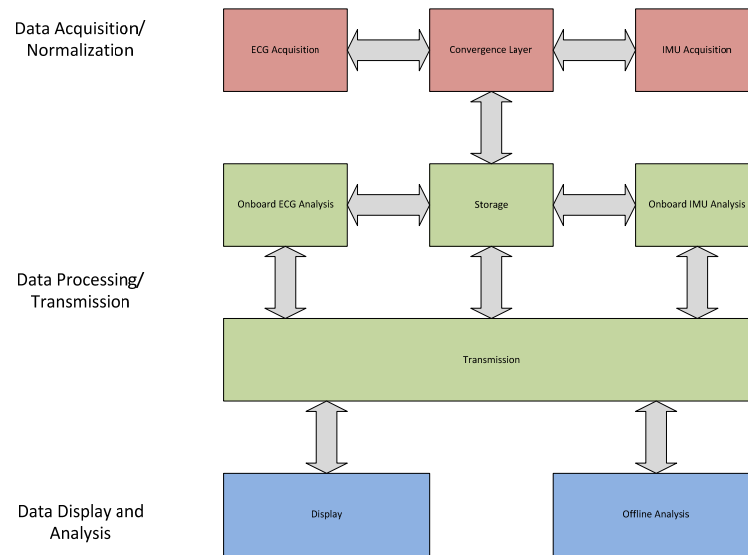 Data Acquisition/
Normalization
ECG Acquisition
Convergence Layer
IMU Acquisition
Onboard ECG Analysis
Storage
Onboard IMU Analysis
Data Processing/
Transmission
Transmission
Data Display and
Analysis
Display
Offline Analysis